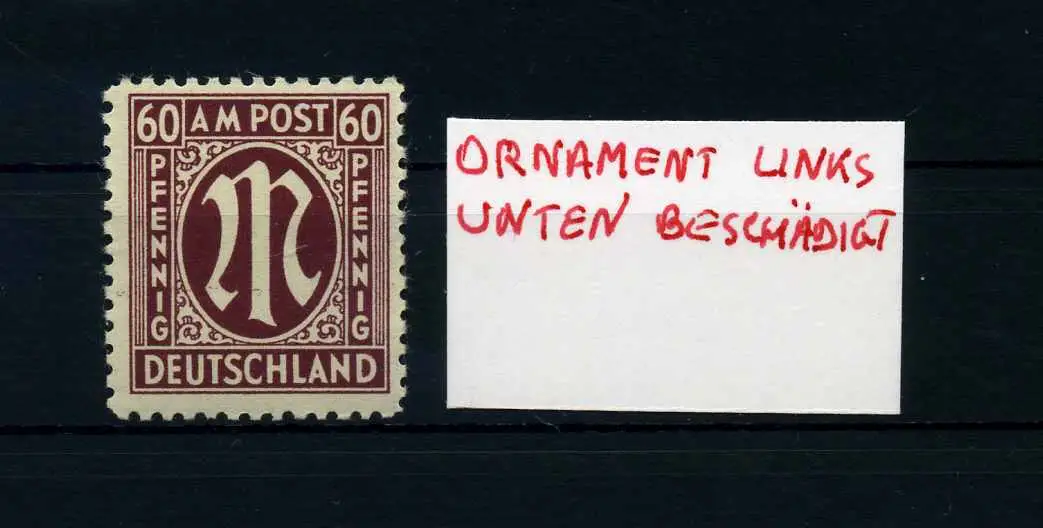 60 AM POST 60
PFENNIG
M
PFENNIG
DEUTSCHLAND
ORNAMENT LINKS
UNTEN BESCHÄDIGT